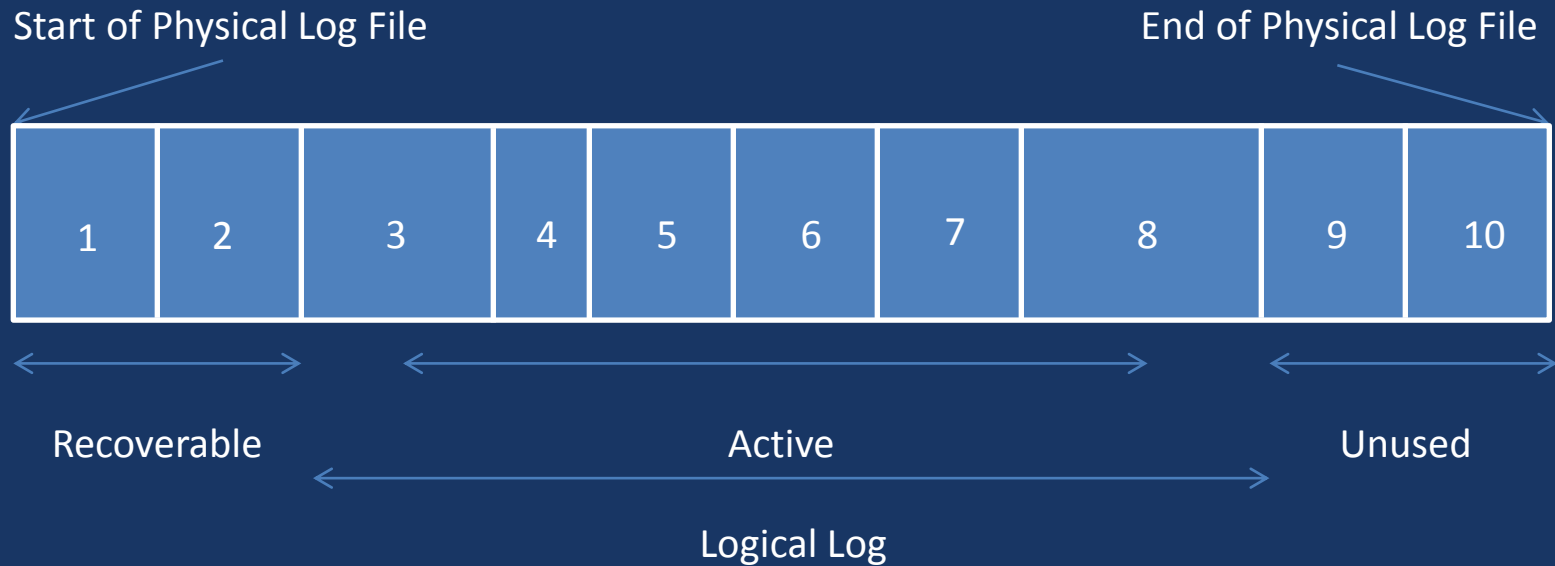 Start of Physical Log File
End of Physical Log File
1 2 3 4 5 6 7 8 9 10
Recoverable
Active
Unused
Logical Log